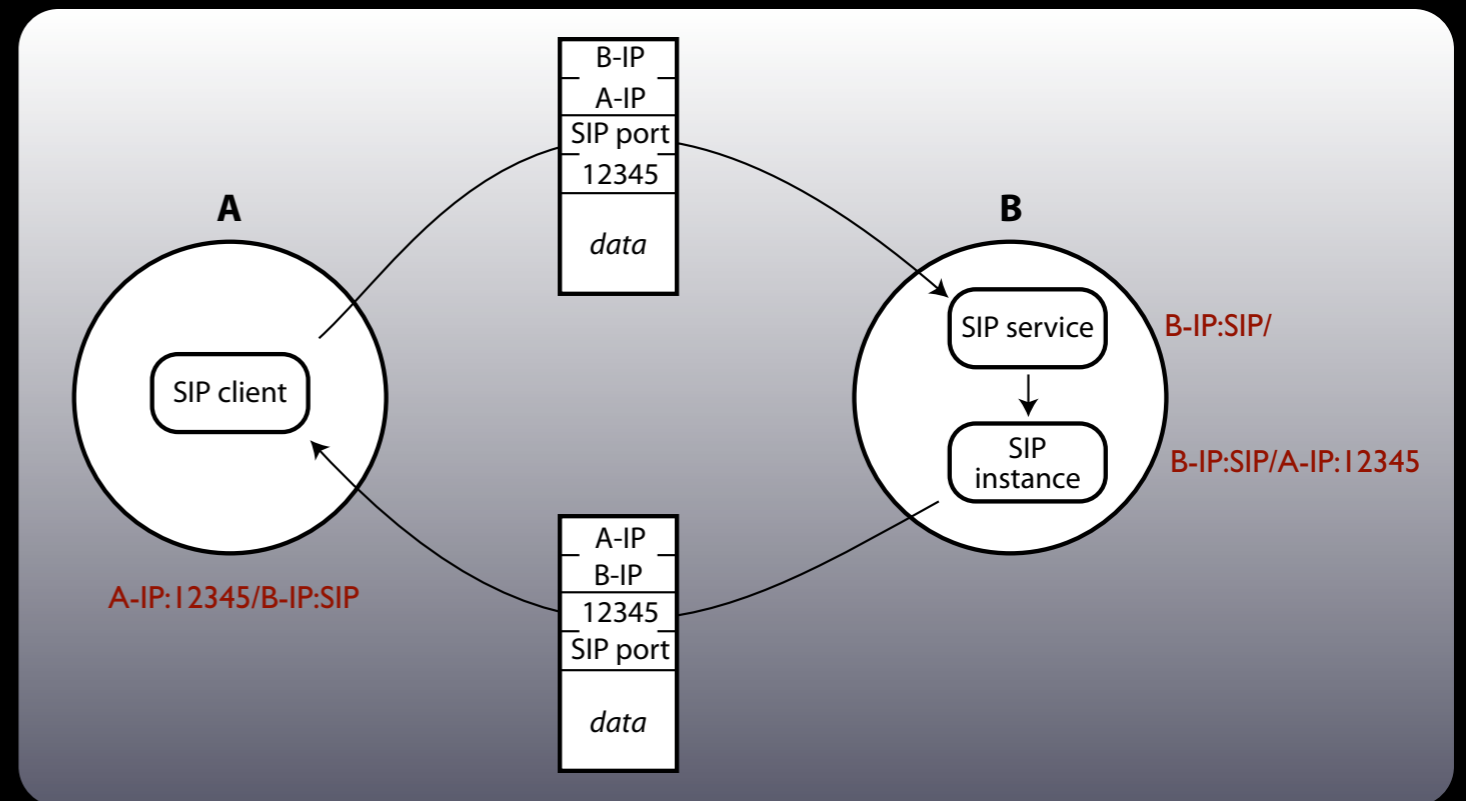 B-IP
A-IP
SIP port
12345
data
A
SIP client
A-IP:12345/B-IP:SIP
B
SIP service
B-IP:SIP/
SIP
instance
B-IP:SIP/A-IP:12345
A-IP
B-IP
12345
SIP port
data